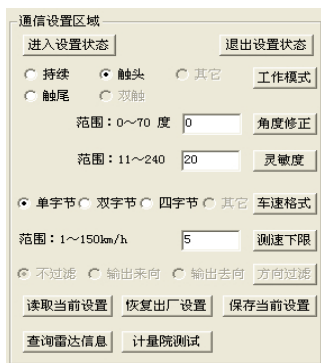 通信设置区域
进入设置状态 退出设置状态
持续 触头 其它 工作模式
触尾 双触
范围：0～70 度 0 角度修正
范围：11～240 20 灵敏度
单字节 双字节 四字节 其它 车速格式
范围：1～150km/h 5 测速下限
不过滤 输出来向 输出去向 方向过滤
读取当前设置 恢复出厂设置 保存当前设置
查询雷达信息 计量院测试